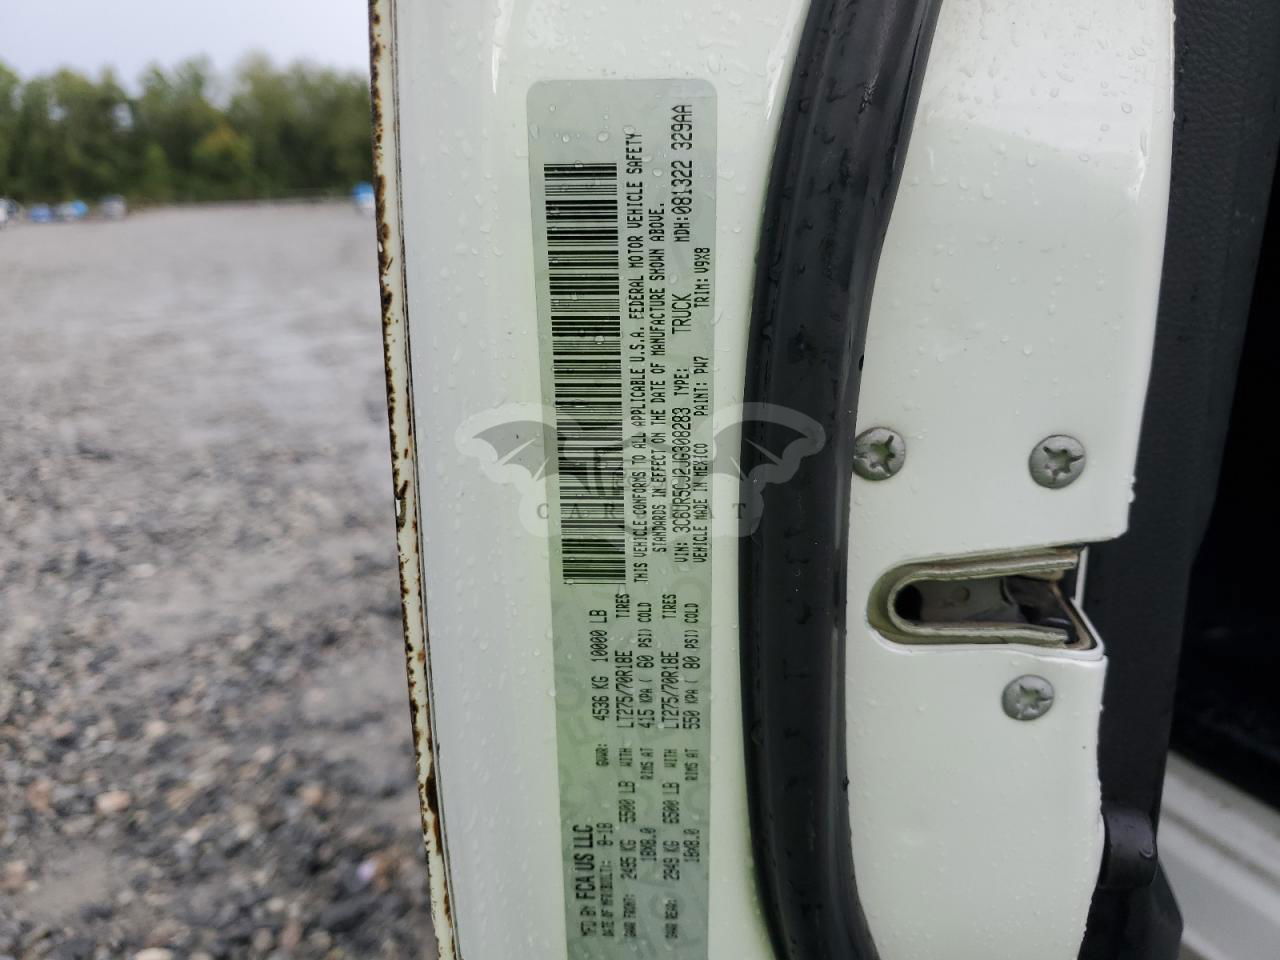 MFD BY FCA US LLC
DATE OF MFR(BUILT): 8-18 GVWR: 4536 KG 10000 LB
GAWR FRONT: 2495 KG 5500 LB WITH LT275/70R18E TIRES
18X8.0 RIMS AT 415 KPA ( 60 PSI) COLD
GAWR REAR: 2949 KG 6500 LB WITH LT275/70R18E TIRES
18X8.0 RIMS AT 550 KPA ( 80 PSI) COLD
THIS VEHICLE CONFORMS TO ALL APPLICABLE U.S.A. FEDERAL MOTOR VEHICLE SAFETY
STANDARDS IN EFFECT ON THE DATE OF MANUFACTURE SHOWN ABOVE.
VIN: 3C6UR5CJ2JG308283 TYPE: TRUCK MDH:081322 329AA
VEHICLE MADE IN MEXICO PAINT: PW7 TRIM: V9X8